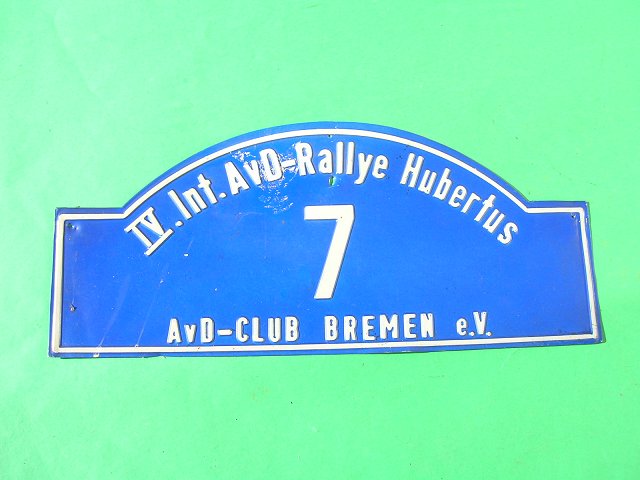 IV. Int. AvD-Rallye Hubertus
7
AvD-CLUB BREMEN e.V.